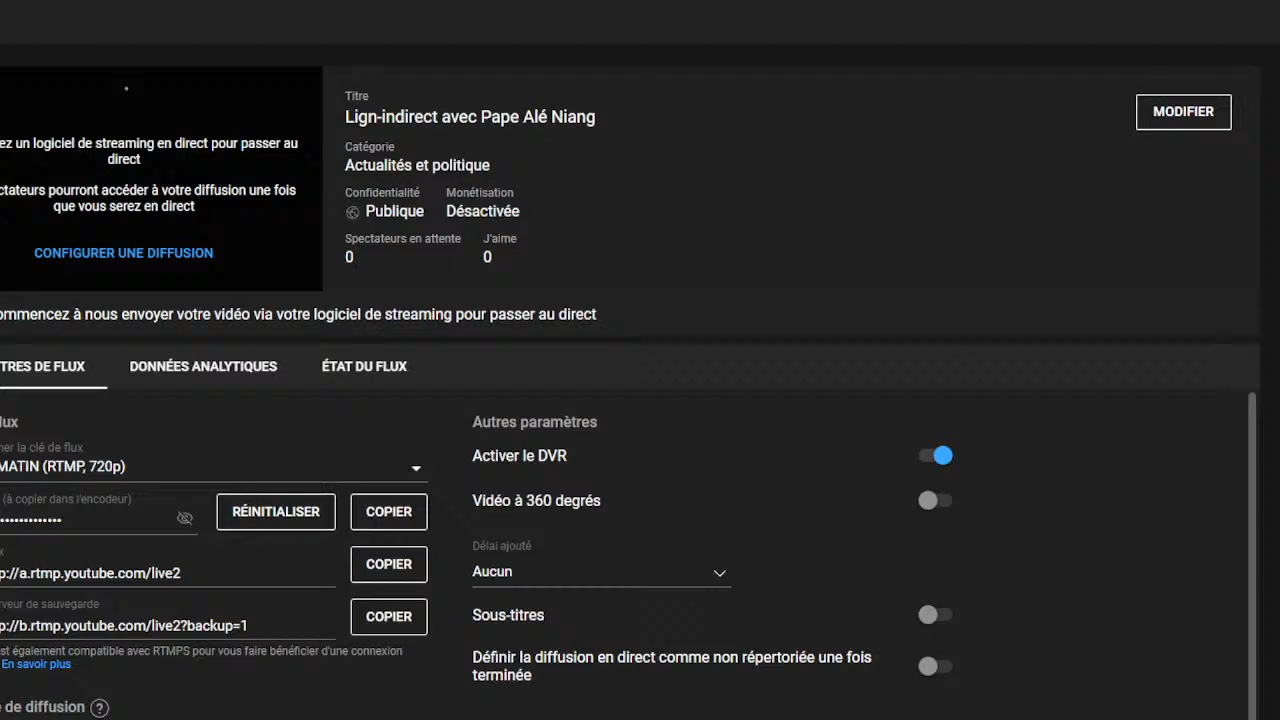 ez un logiciel de streaming en direct pour passer au
direct
ctateurs pourront accéder à votre diffusion une fois
que vous serez en direct
CONFIGURER UNE DIFFUSION
Titre
Lign-indirect avec Pape Alé Niang
MODIFIER
Catégorie
Actualités et politique
Confidentialité Monétisation
Publique Désactivée
Spectateurs en attente J'aime
0 0
ommencez à nous envoyer votre vidéo via votre logiciel de streaming pour passer au direct
TRES DE FLUX DONNÉES ANALYTIQUES ÉTAT DU FLUX
lux
ner la clé de flux
MATIN (RTMP, 720p)
(à copier dans l'encodeur)
•••••••••••••
RÉINITIALISER COPIER
x
p://a.rtmp.youtube.com/live2
COPIER
rveur de sauvegarde
p://b.rtmp.youtube.com/live2?backup=1
COPIER
st également compatible avec RTMPS pour vous faire bénéficier d'une connexion
En savoir plus
e de diffusion ?
Autres paramètres
Activer le DVR
Vidéo à 360 degrés
Délai ajouté
Aucun
Sous-titres
Définir la diffusion en direct comme non répertoriée une fois
terminée